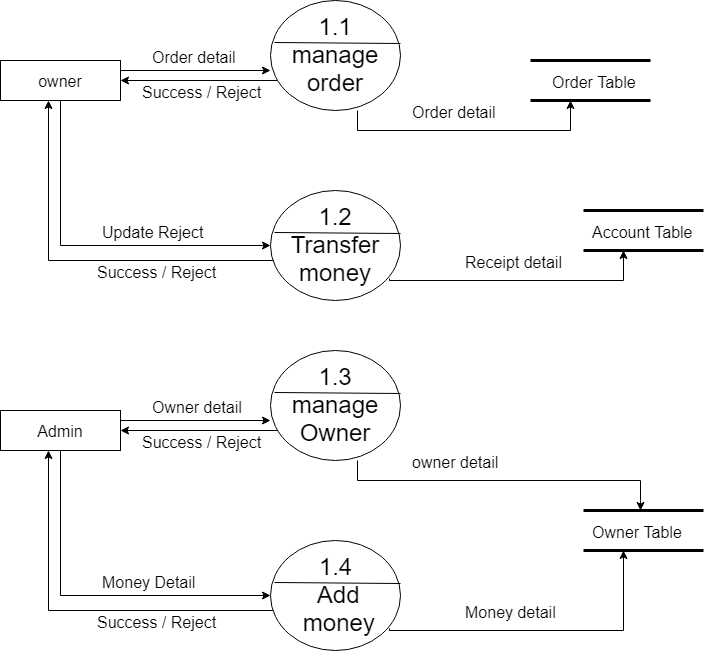 1.1
manage
order
Order detail
owner
Success / Reject
Order Table
Order detail
1.2
Transfer
money
Update Reject
Success / Reject
Account Table
Receipt detail
1.3
manage
Owner
Owner detail
Admin
Success / Reject
owner detail
Owner Table
1.4
Add
money
Money Detail
Success / Reject
Money detail